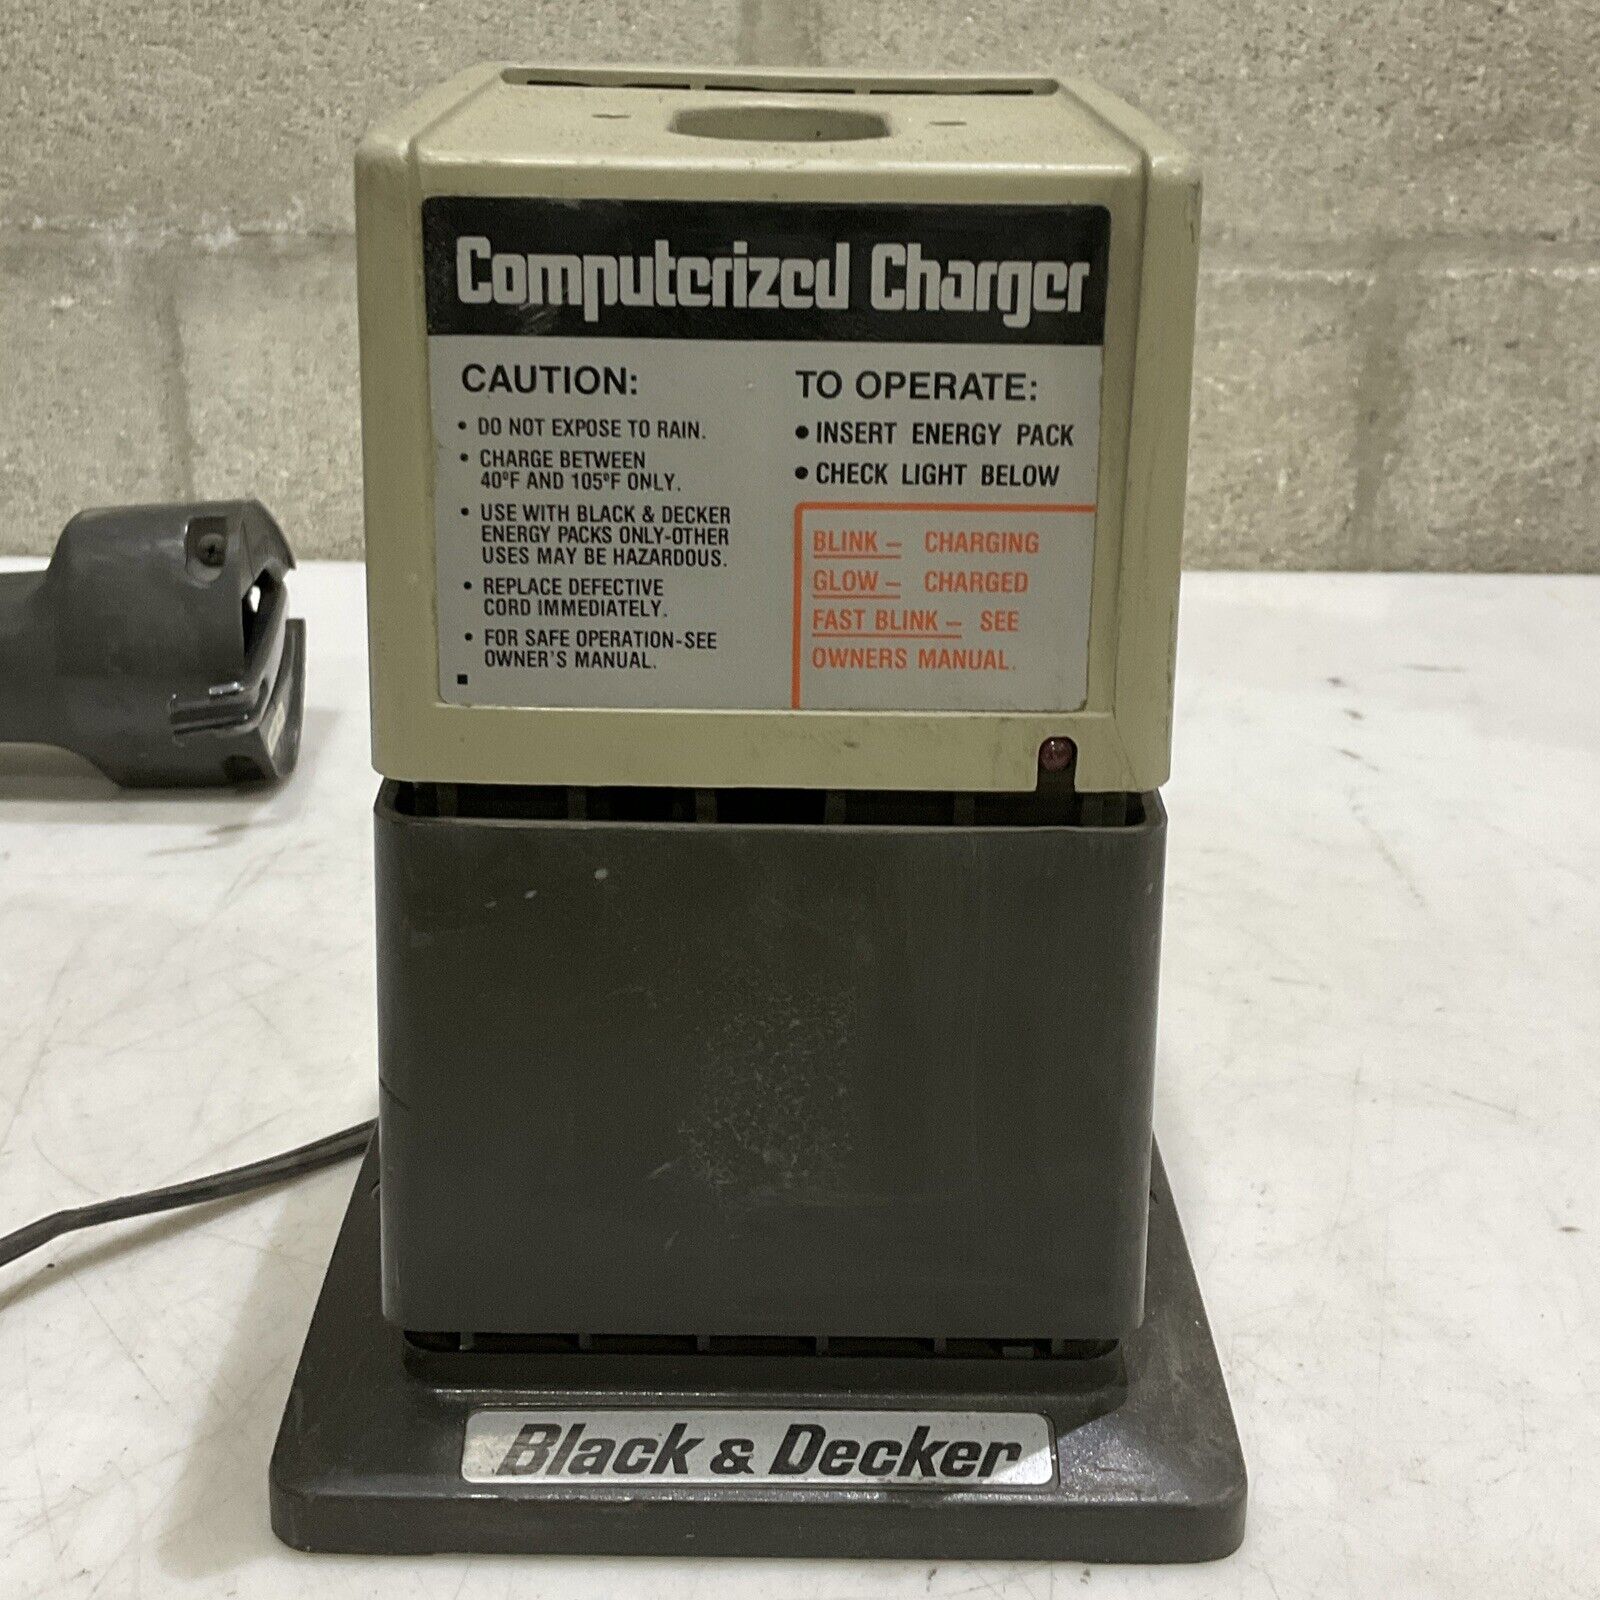 Computerized Charger
CAUTION:
• DO NOT EXPOSE TO RAIN.
• CHARGE BETWEEN
40°F AND 105°F ONLY.
• USE WITH BLACK & DECKER
ENERGY PACKS ONLY-OTHER
USES MAY BE HAZARDOUS.
• REPLACE DEFECTIVE
CORD IMMEDIATELY.
• FOR SAFE OPERATION-SEE
OWNER'S MANUAL.
TO OPERATE:
• INSERT ENERGY PACK
• CHECK LIGHT BELOW
BLINK – CHARGING
GLOW – CHARGED
FAST BLINK – SEE
OWNERS MANUAL.
Black & Decker